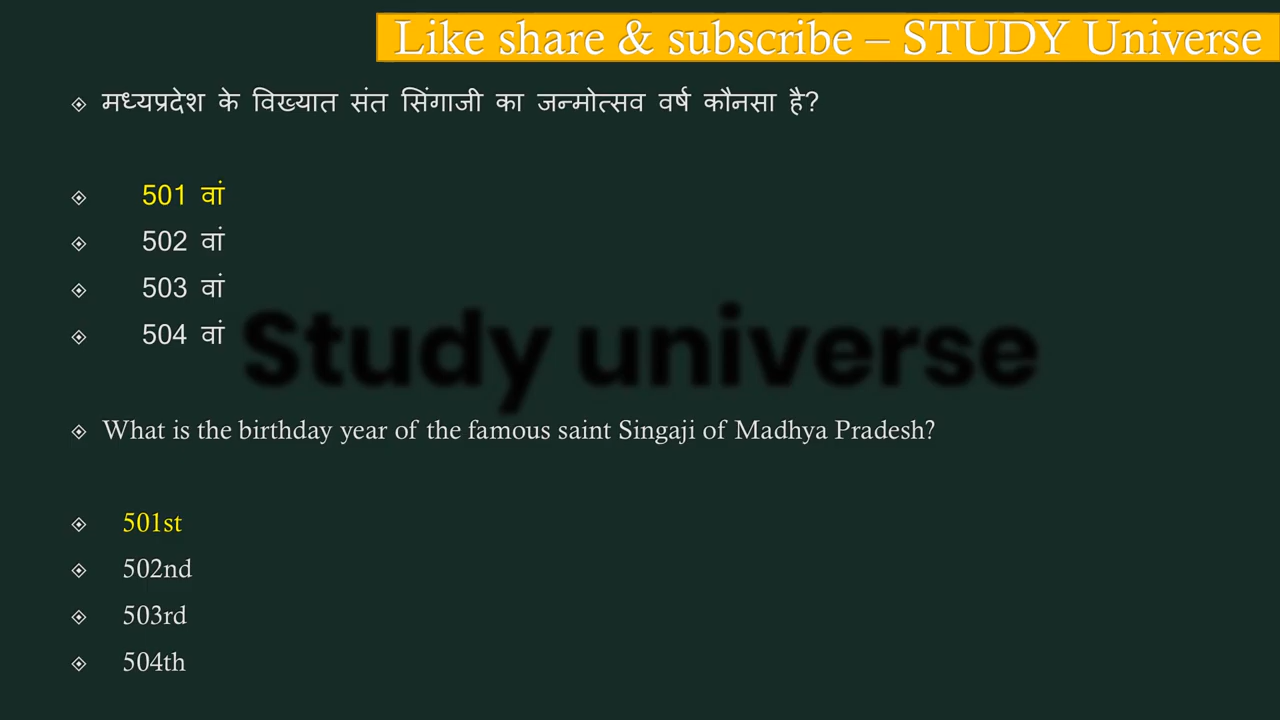 Like share & subscribe – STUDY Universe
मध्यप्रदेश के विख्यात संत सिंगाजी का जन्मोत्सव वर्ष कौनसा है?
501 वां
502 वां
503 वां
504 वां
Study universe
What is the birthday year of the famous saint Singaji of Madhya Pradesh?
501st
502nd
503rd
504th